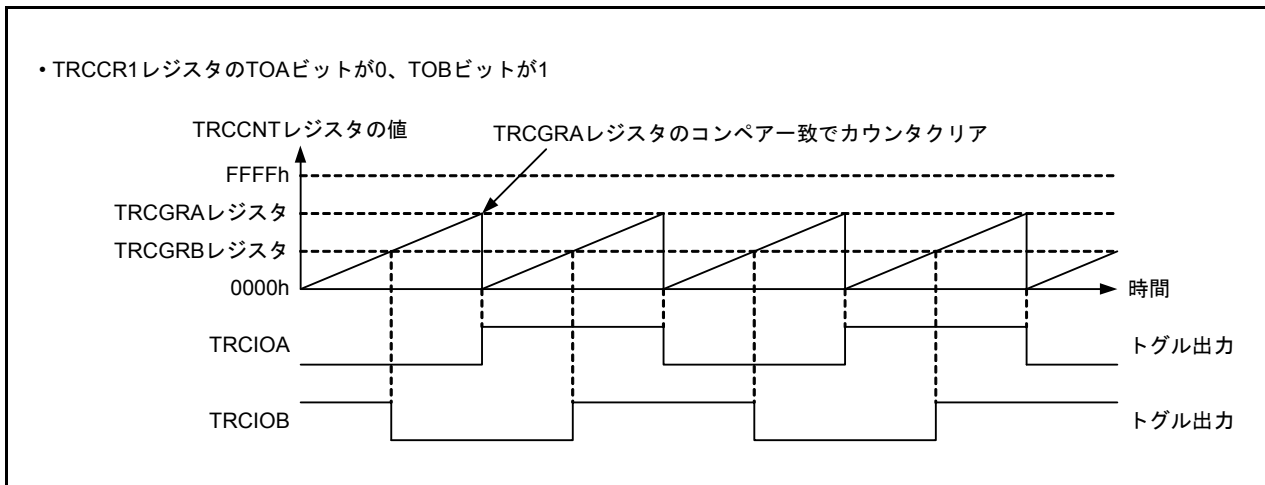 • TRCCR1レジスタのTOAビットが0、TOBビットが1
TRCCNTレジスタの値
TRCGRAレジスタのコンペア一致でカウンタクリア
FFFFh
TRCGRAレジスタ
TRCGRBレジスタ
0000h
時間
TRCIOA
トグル出力
TRCIOB
トグル出力